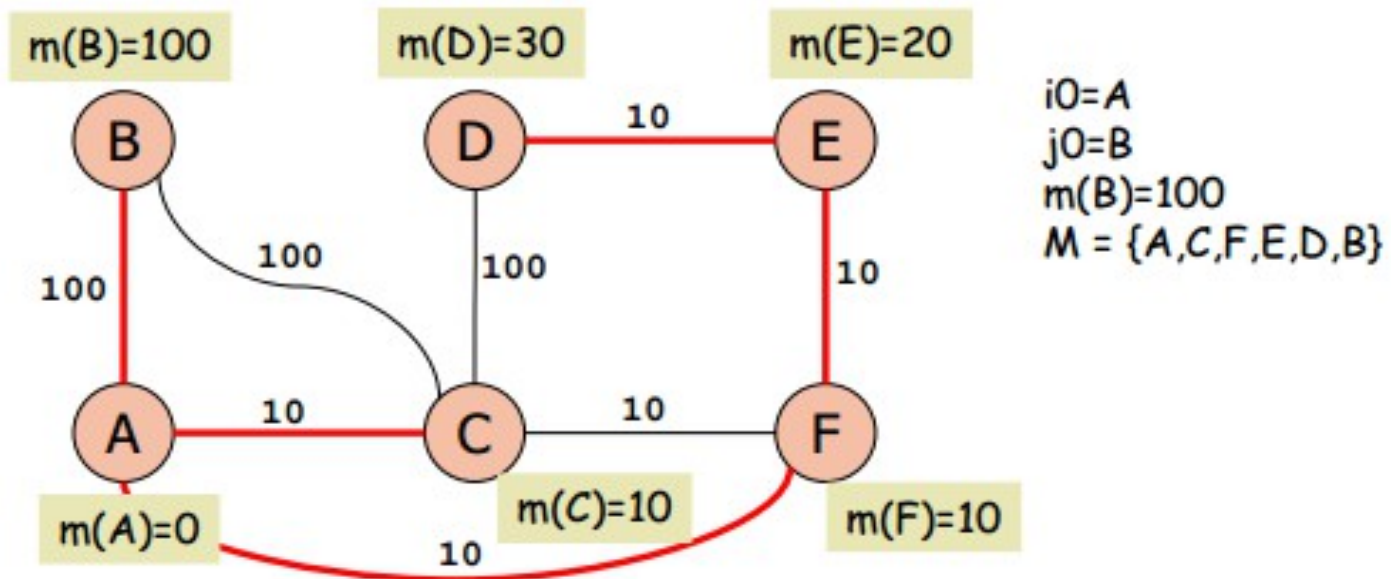 m(B)=100
m(D)=30
m(E)=20
i0=A
j0=B
m(B)=100
M = {A,C,F,E,D,B}
B
D
E
10
100
100
100
10
A
C
F
10
10
m(A)=0
m(C)=10
m(F)=10
10